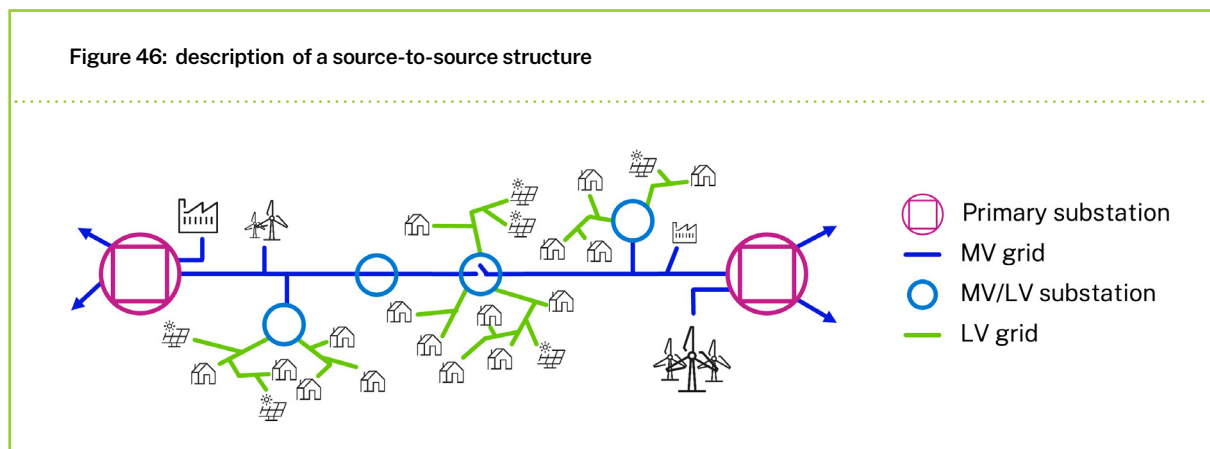 Figure 46: description of a source-to-source structure
Primary substation
MV grid
MV/LV substation
LV grid